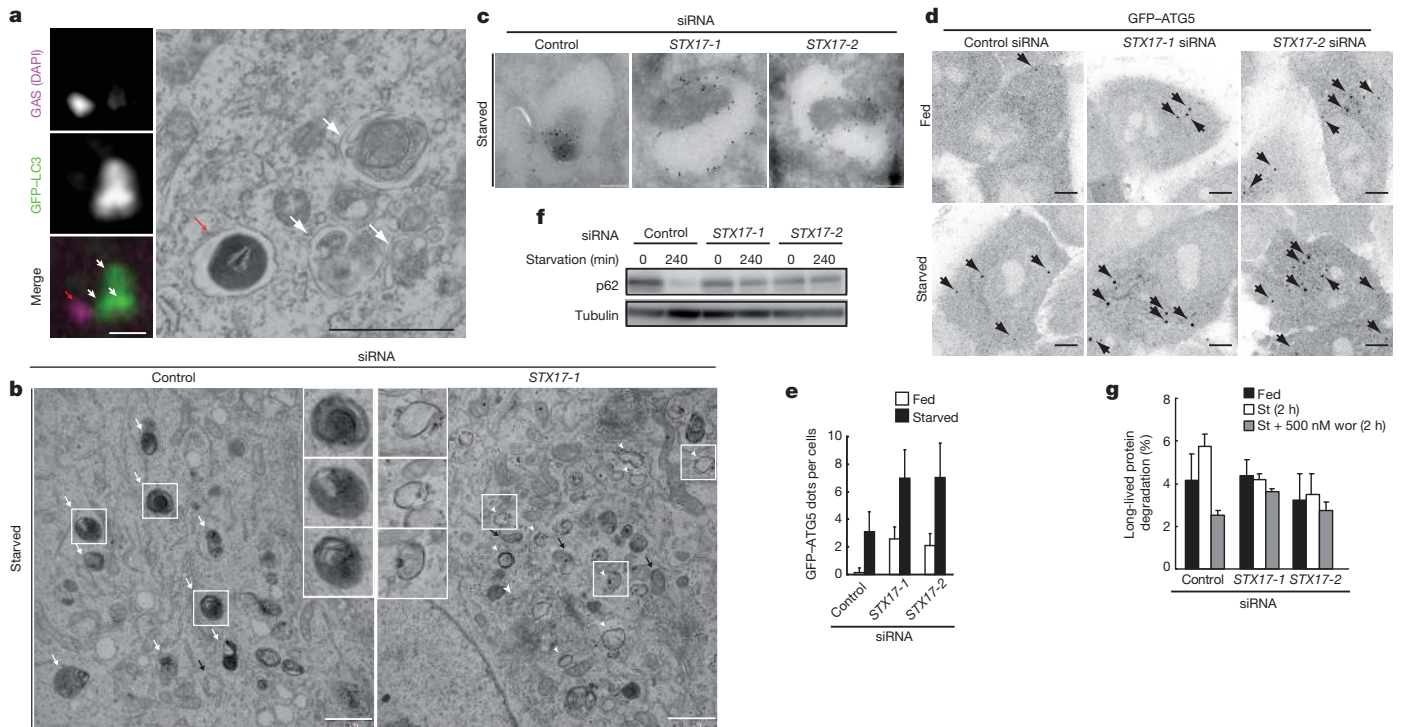 a
GAS (DAPI)
GFP–LC3
Merge
siRNA
Control
STX17-1
b
Starved
c
siRNA
Control
STX17-1
STX17-2
Starved
f
siRNA
Control
STX17-1
STX17-2
Starvation (min)
0 240 0 240 0 240
p62
Tubulin
d
GFP–ATG5
Control siRNA
STX17-1 siRNA
STX17-2 siRNA
Fed
Starved
e
Fed
Starved
GFP–ATG5 dots per cells
10
8
6
4
2
0
Control
STX17-1
STX17-2
siRNA
g
Fed
St (2 h)
St + 500 nM wor (2 h)
Long-lived protein
degradation (%)
8
6
4
2
0
Control
STX17-1
STX17-2
siRNA